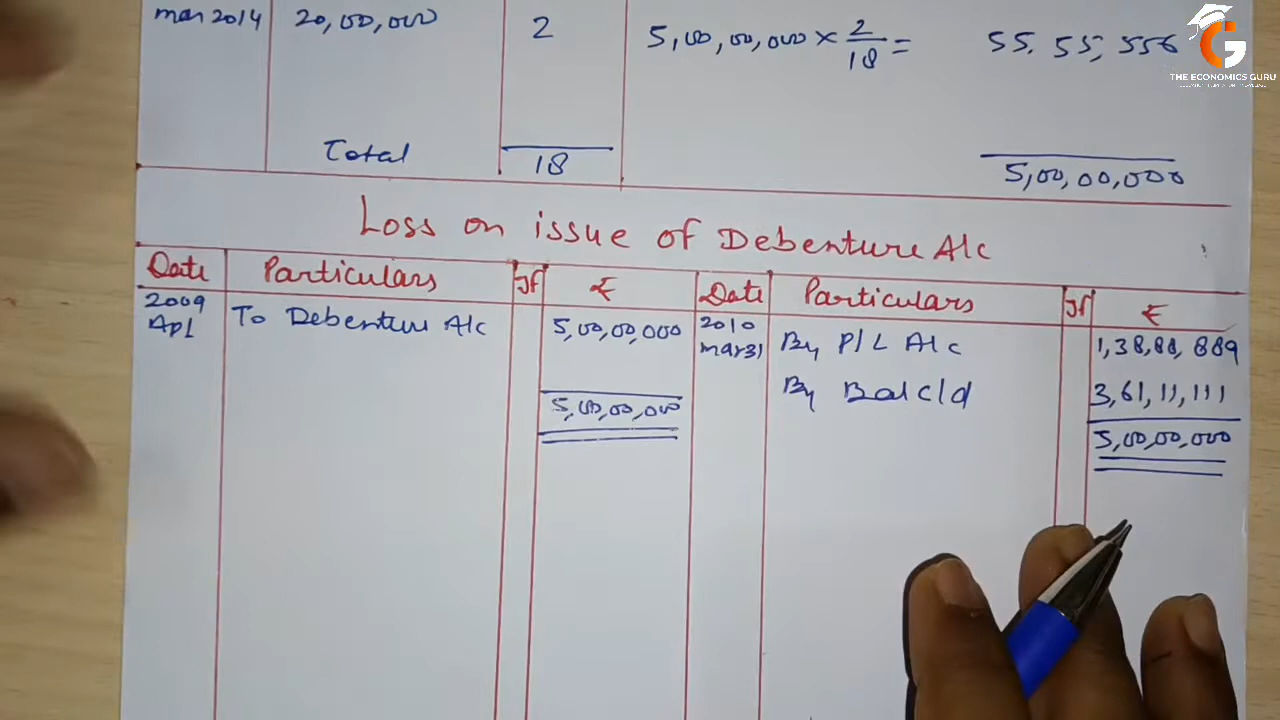 mar 2014 20,00,000 2 5,00,00,000 × 2/18 = 55,55,556
THE ECONOMICS GURU
Total 18 5,00,00,000
Loss on issue of Debenture A/c
Date Particulars Jf ₹ Date Particulars Jf ₹
2009 Apl To Debenture A/c 5,00,00,000 2010 mar31 By P/L A/c 1,38,88,889
By Bal c/d 3,61,11,111
5,00,00,000 5,00,00,000